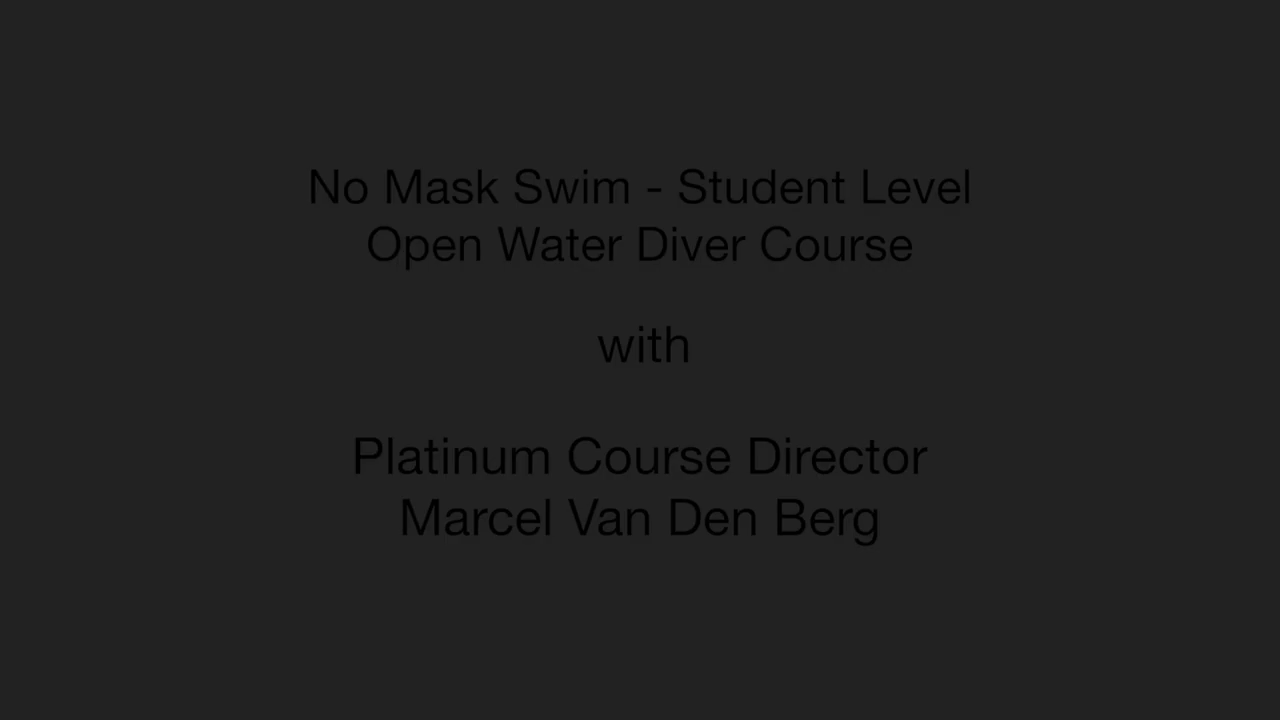 No Mask Swim - Student Level
Open Water Diver Course
with
Platinum Course Director
Marcel Van Den Berg